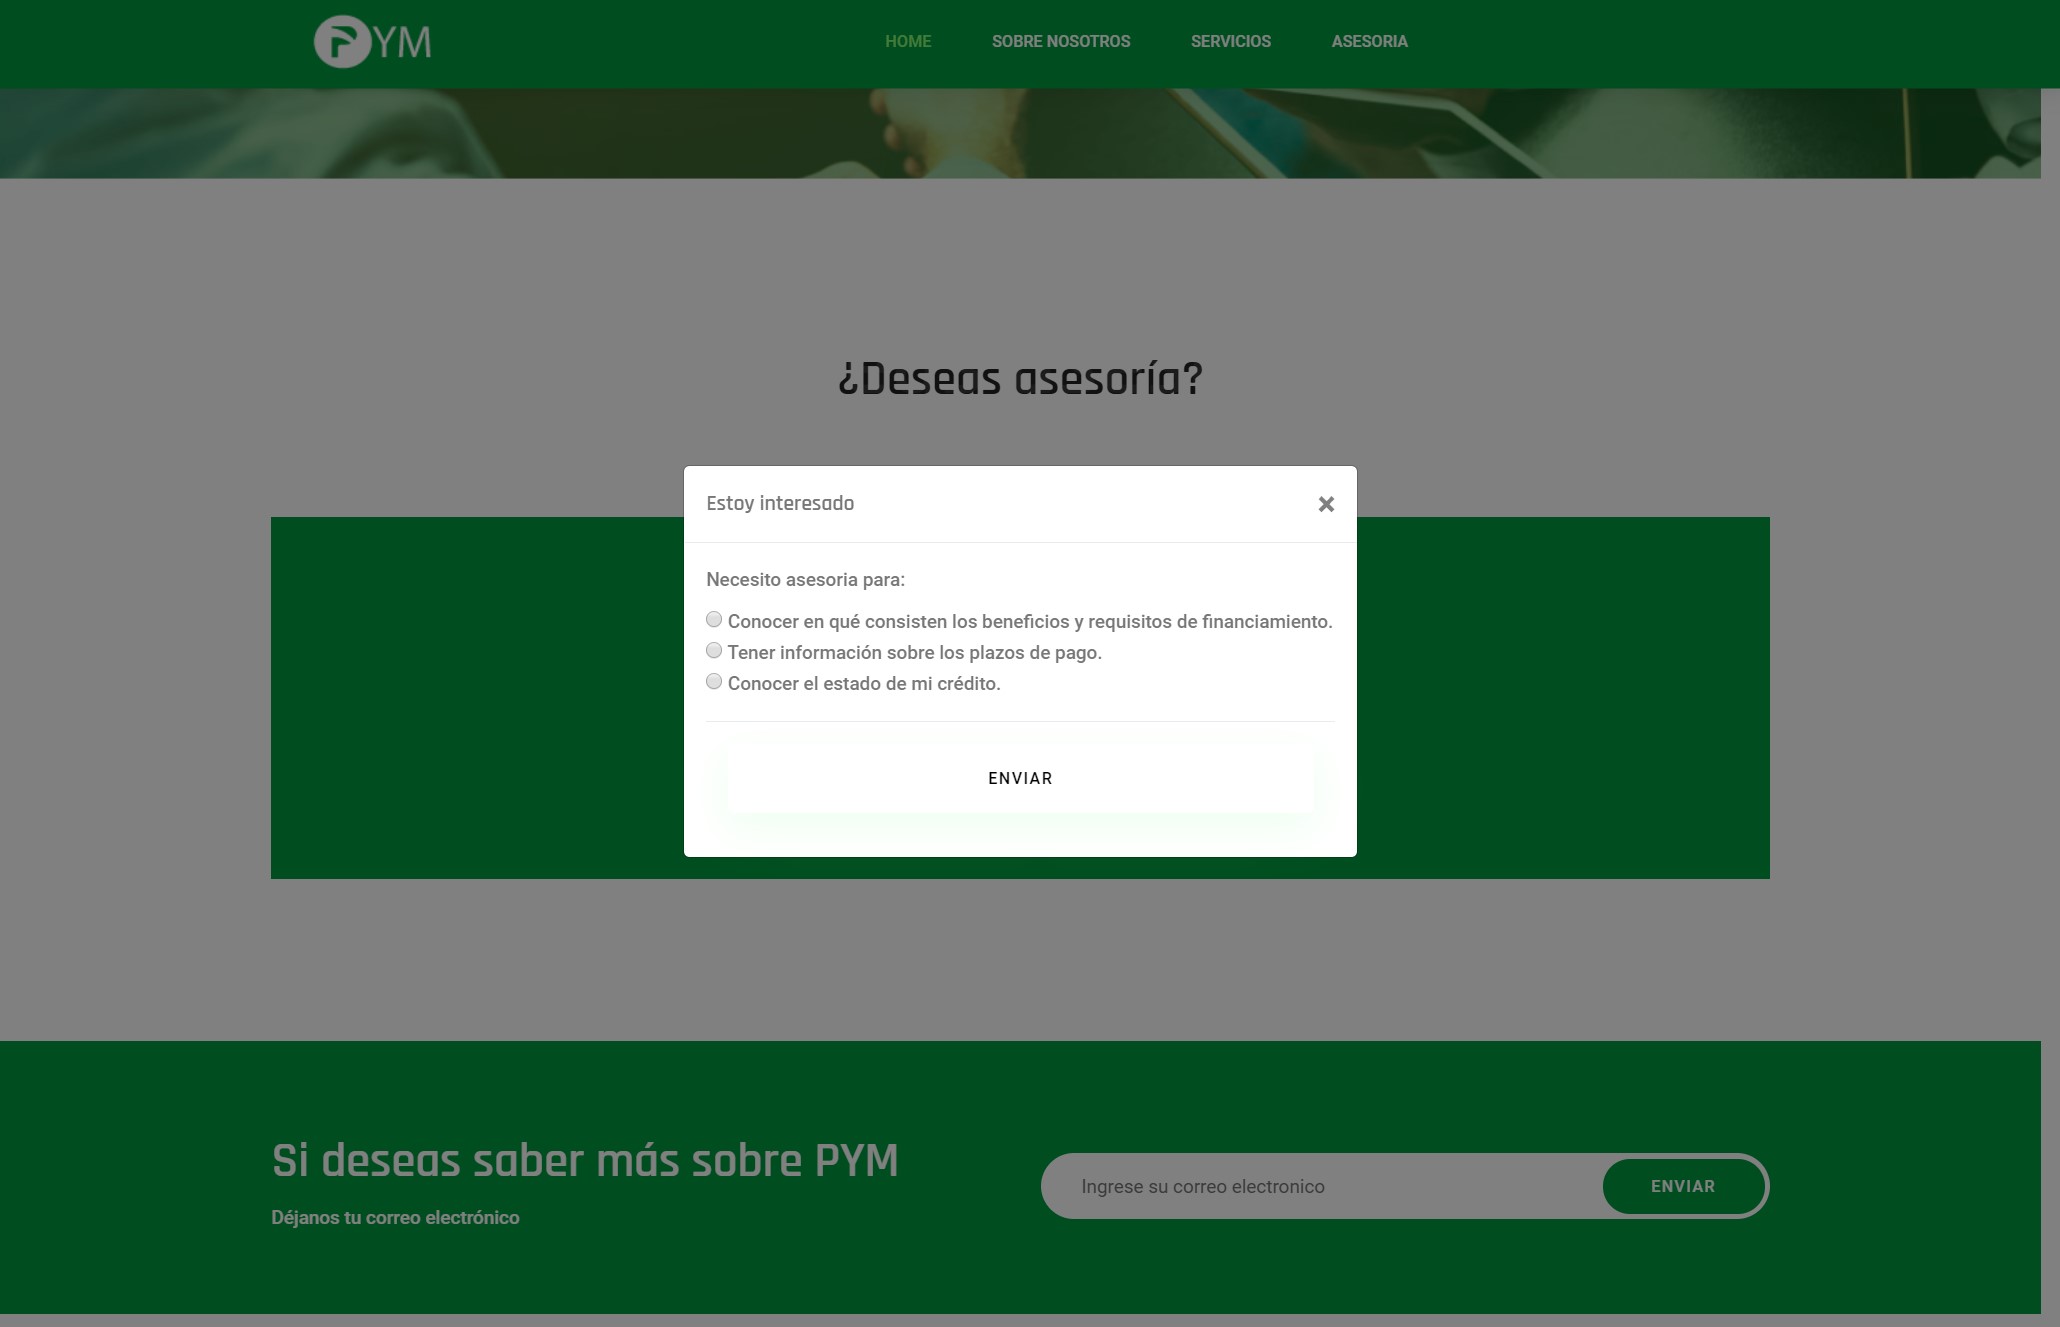 PYM
HOME SOBRE NOSOTROS SERVICIOS ASESORIA
¿Deseas asesoría?
Estoy interesado ×
Necesito asesoria para:
Conocer en qué consisten los beneficios y requisitos de financiamiento.
Tener información sobre los plazos de pago.
Conocer el estado de mi crédito.
ENVIAR
Si deseas saber más sobre PYM
Déjanos tu correo electrónico
Ingrese su correo electronico
ENVIAR